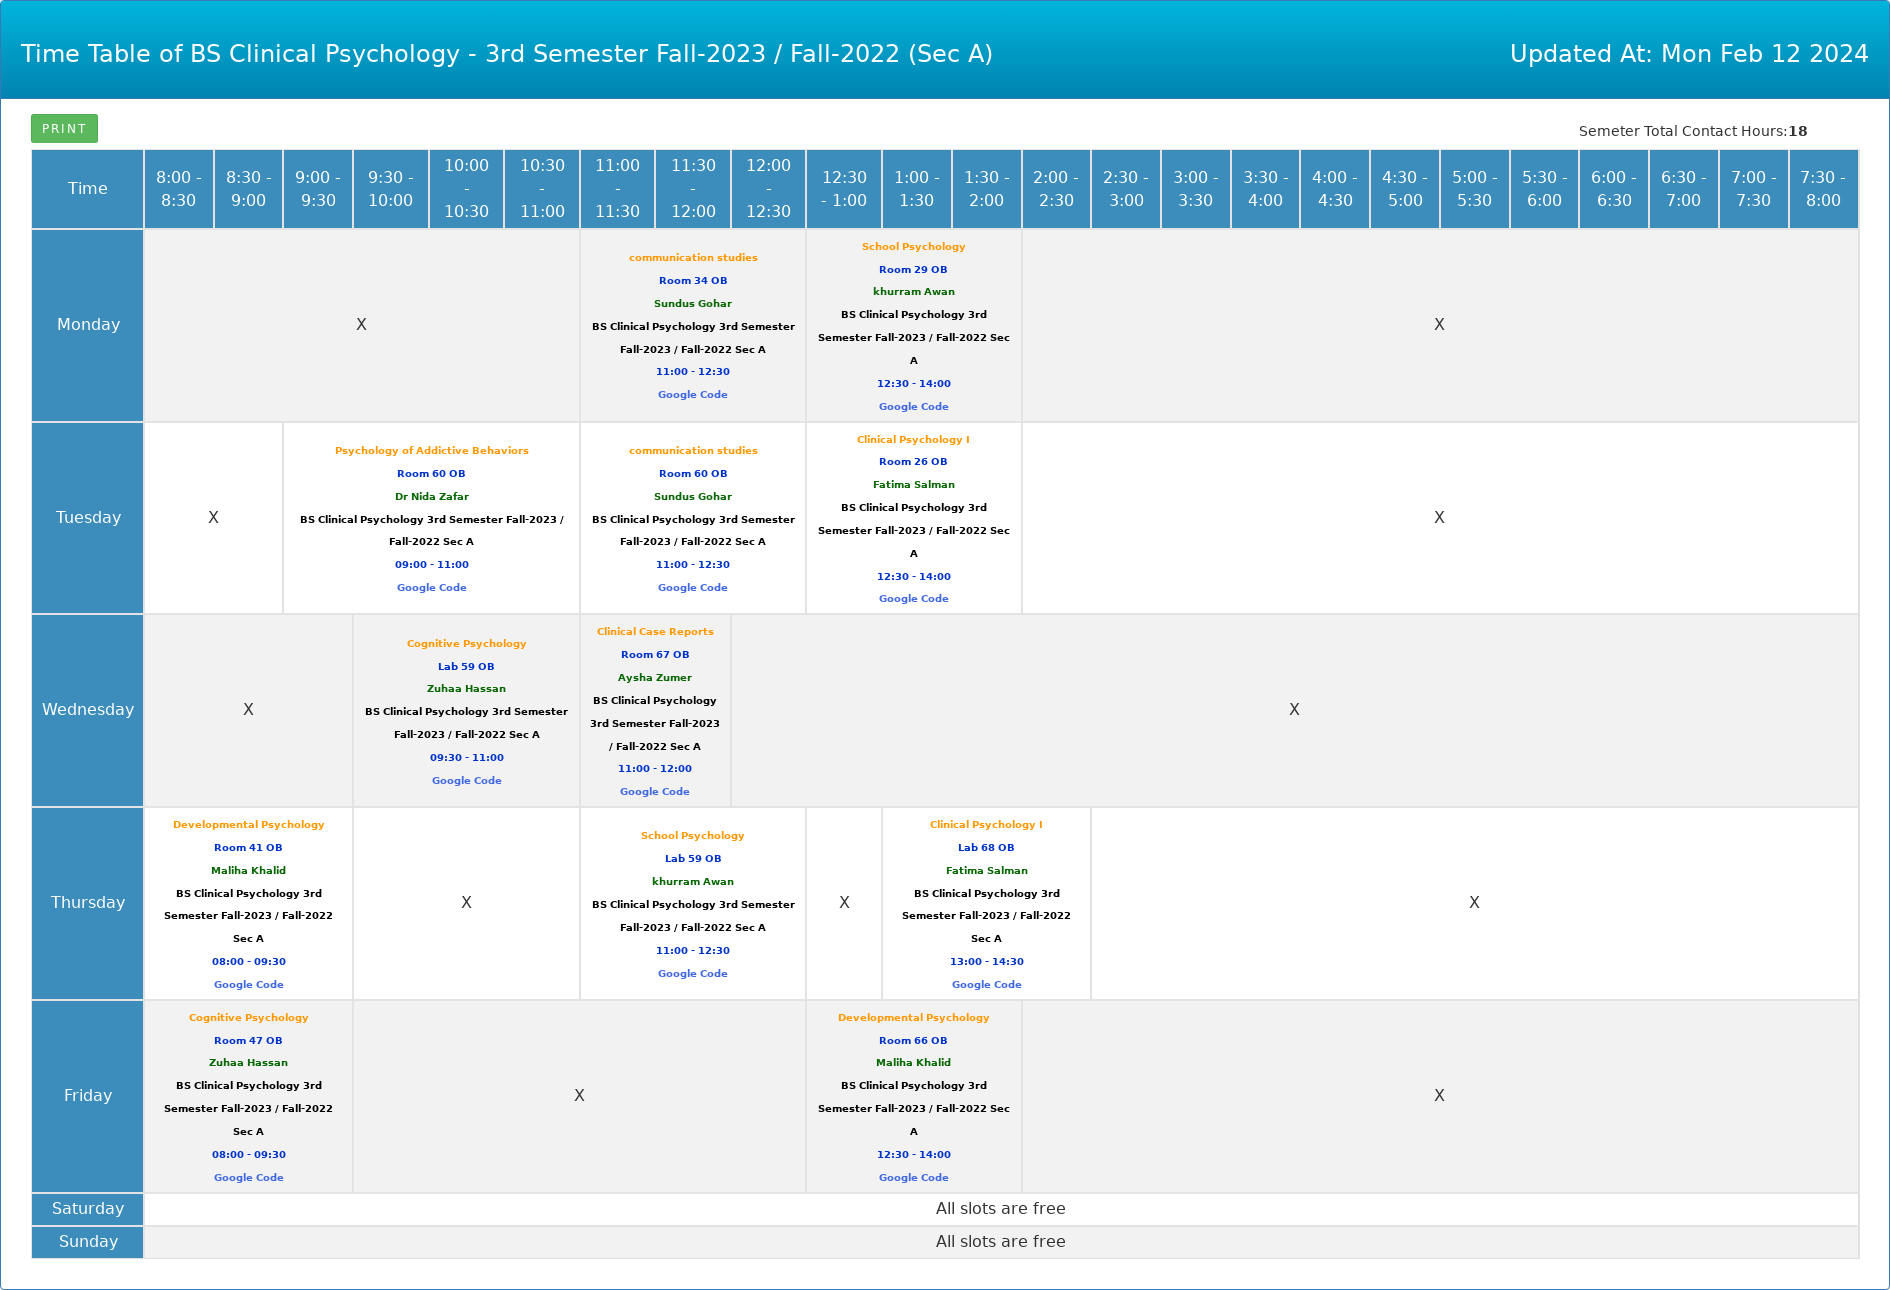 Time Table of BS Clinical Psychology - 3rd Semester Fall-2023 / Fall-2022 (Sec A)
Updated At: Mon Feb 12 2024
PRINT
Semeter Total Contact Hours:18
Time
8:00 -
8:30
8:30 -
9:00
9:00 -
9:30
9:30 -
10:00
10:00
-
10:30
10:30
-
11:00
11:00
-
11:30
11:30
-
12:00
12:00
-
12:30
12:30
- 1:00
1:00 -
1:30
1:30 -
2:00
2:00 -
2:30
2:30 -
3:00
3:00 -
3:30
3:30 -
4:00
4:00 -
4:30
4:30 -
5:00
5:00 -
5:30
5:30 -
6:00
6:00 -
6:30
6:30 -
7:00
7:00 -
7:30
7:30 -
8:00
Monday
X
communication studies
Room 34 OB
Sundus Gohar
BS Clinical Psychology 3rd Semester
Fall-2023 / Fall-2022 Sec A
11:00 - 12:30
Google Code
School Psychology
Room 29 OB
khurram Awan
BS Clinical Psychology 3rd
Semester Fall-2023 / Fall-2022 Sec
A
12:30 - 14:00
Google Code
X
Tuesday
X
Psychology of Addictive Behaviors
Room 60 OB
Dr Nida Zafar
BS Clinical Psychology 3rd Semester Fall-2023 /
Fall-2022 Sec A
09:00 - 11:00
Google Code
communication studies
Room 60 OB
Sundus Gohar
BS Clinical Psychology 3rd Semester
Fall-2023 / Fall-2022 Sec A
11:00 - 12:30
Google Code
Clinical Psychology I
Room 26 OB
Fatima Salman
BS Clinical Psychology 3rd
Semester Fall-2023 / Fall-2022 Sec
A
12:30 - 14:00
Google Code
X
Wednesday
X
Cognitive Psychology
Lab 59 OB
Zuhaa Hassan
BS Clinical Psychology 3rd Semester
Fall-2023 / Fall-2022 Sec A
09:30 - 11:00
Google Code
Clinical Case Reports
Room 67 OB
Aysha Zumer
BS Clinical Psychology
3rd Semester Fall-2023
/ Fall-2022 Sec A
11:00 - 12:00
Google Code
X
Thursday
Developmental Psychology
Room 41 OB
Maliha Khalid
BS Clinical Psychology 3rd
Semester Fall-2023 / Fall-2022
Sec A
08:00 - 09:30
Google Code
X
School Psychology
Lab 59 OB
khurram Awan
BS Clinical Psychology 3rd Semester
Fall-2023 / Fall-2022 Sec A
11:00 - 12:30
Google Code
X
Clinical Psychology I
Lab 68 OB
Fatima Salman
BS Clinical Psychology 3rd
Semester Fall-2023 / Fall-2022
Sec A
13:00 - 14:30
Google Code
X
Friday
Cognitive Psychology
Room 47 OB
Zuhaa Hassan
BS Clinical Psychology 3rd
Semester Fall-2023 / Fall-2022
Sec A
08:00 - 09:30
Google Code
X
Developmental Psychology
Room 66 OB
Maliha Khalid
BS Clinical Psychology 3rd
Semester Fall-2023 / Fall-2022 Sec
A
12:30 - 14:00
Google Code
X
Saturday
All slots are free
Sunday
All slots are free